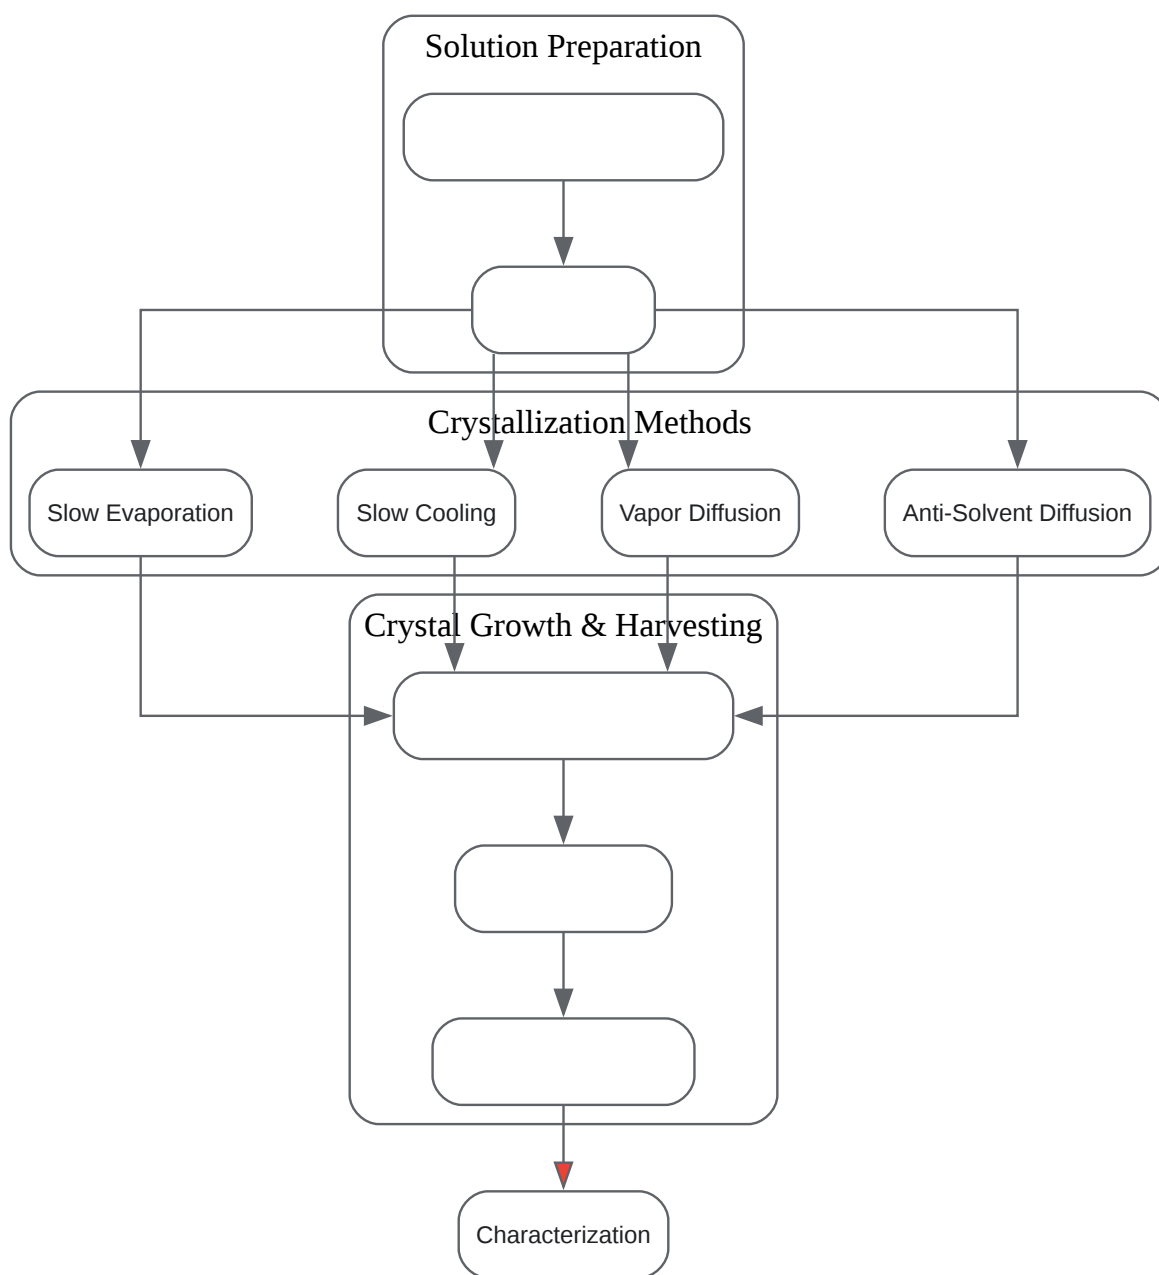 Solution Preparation
Crystallization Methods
Slow Evaporation
Slow Cooling
Vapor Diffusion
Anti-Solvent Diffusion
Crystal Growth & Harvesting
Characterization